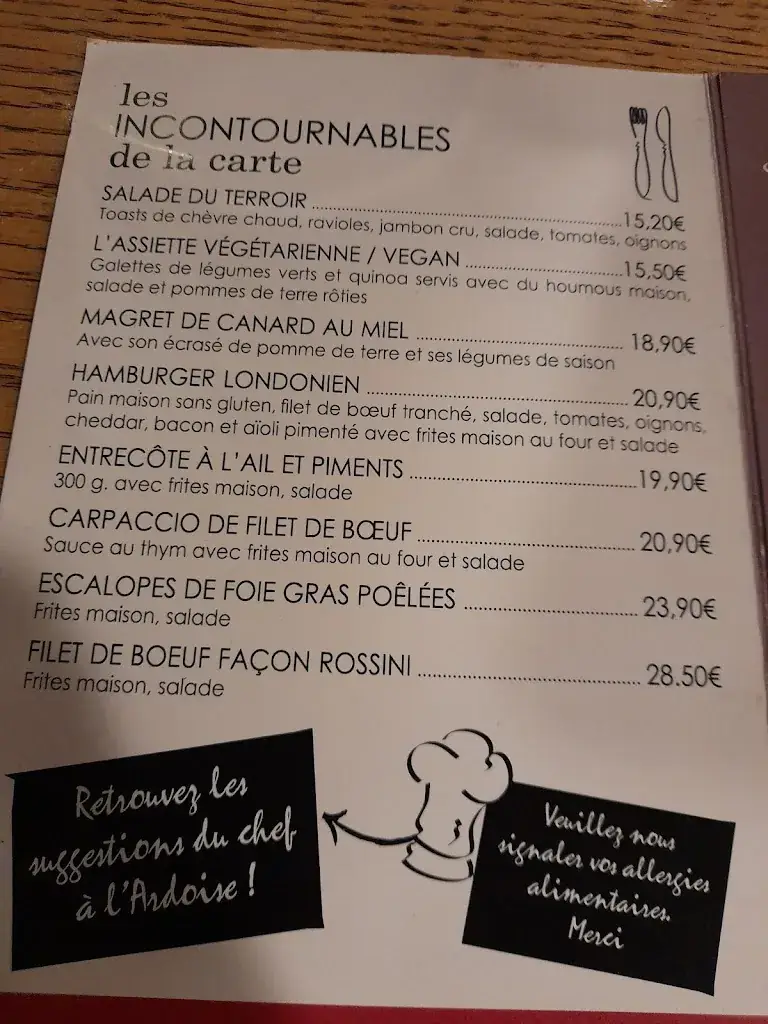 les
INCONTOURNABLES
de la carte
SALADE DU TERROIR ........ 15,20€
Toasts de chèvre chaud, ravioles, jambon cru, salade, tomates, oignons
L'ASSIETTE VÉGÉTARIENNE / VEGAN ........ 15,50€
Galettes de légumes verts et quinoa servis avec du houmous maison,
salade et pommes de terre rôties
MAGRET DE CANARD AU MIEL ........ 18,90€
Avec son écrasé de pomme de terre et ses légumes de saison
HAMBURGER LONDONIEN ........ 20,90€
Pain maison sans gluten, filet de bœuf tranché, salade, tomates, oignons,
cheddar, bacon et aïoli pimenté avec frites maison au four et salade
ENTRECÔTE À L'AIL ET PIMENTS ........ 19,90€
300 g. avec frites maison, salade
CARPACCIO DE FILET DE BŒUF ........ 20,90€
Sauce au thym avec frites maison au four et salade
ESCALOPES DE FOIE GRAS POÊLÉES ........ 23,90€
Frites maison, salade
FILET DE BOEUF FAÇON ROSSINI ........ 28.50€
Frites maison, salade
Retrouvez les
suggestions du chef
à l'Ardoise !
Veuillez nous
signaler vos allergies
alimentaires.
Merci